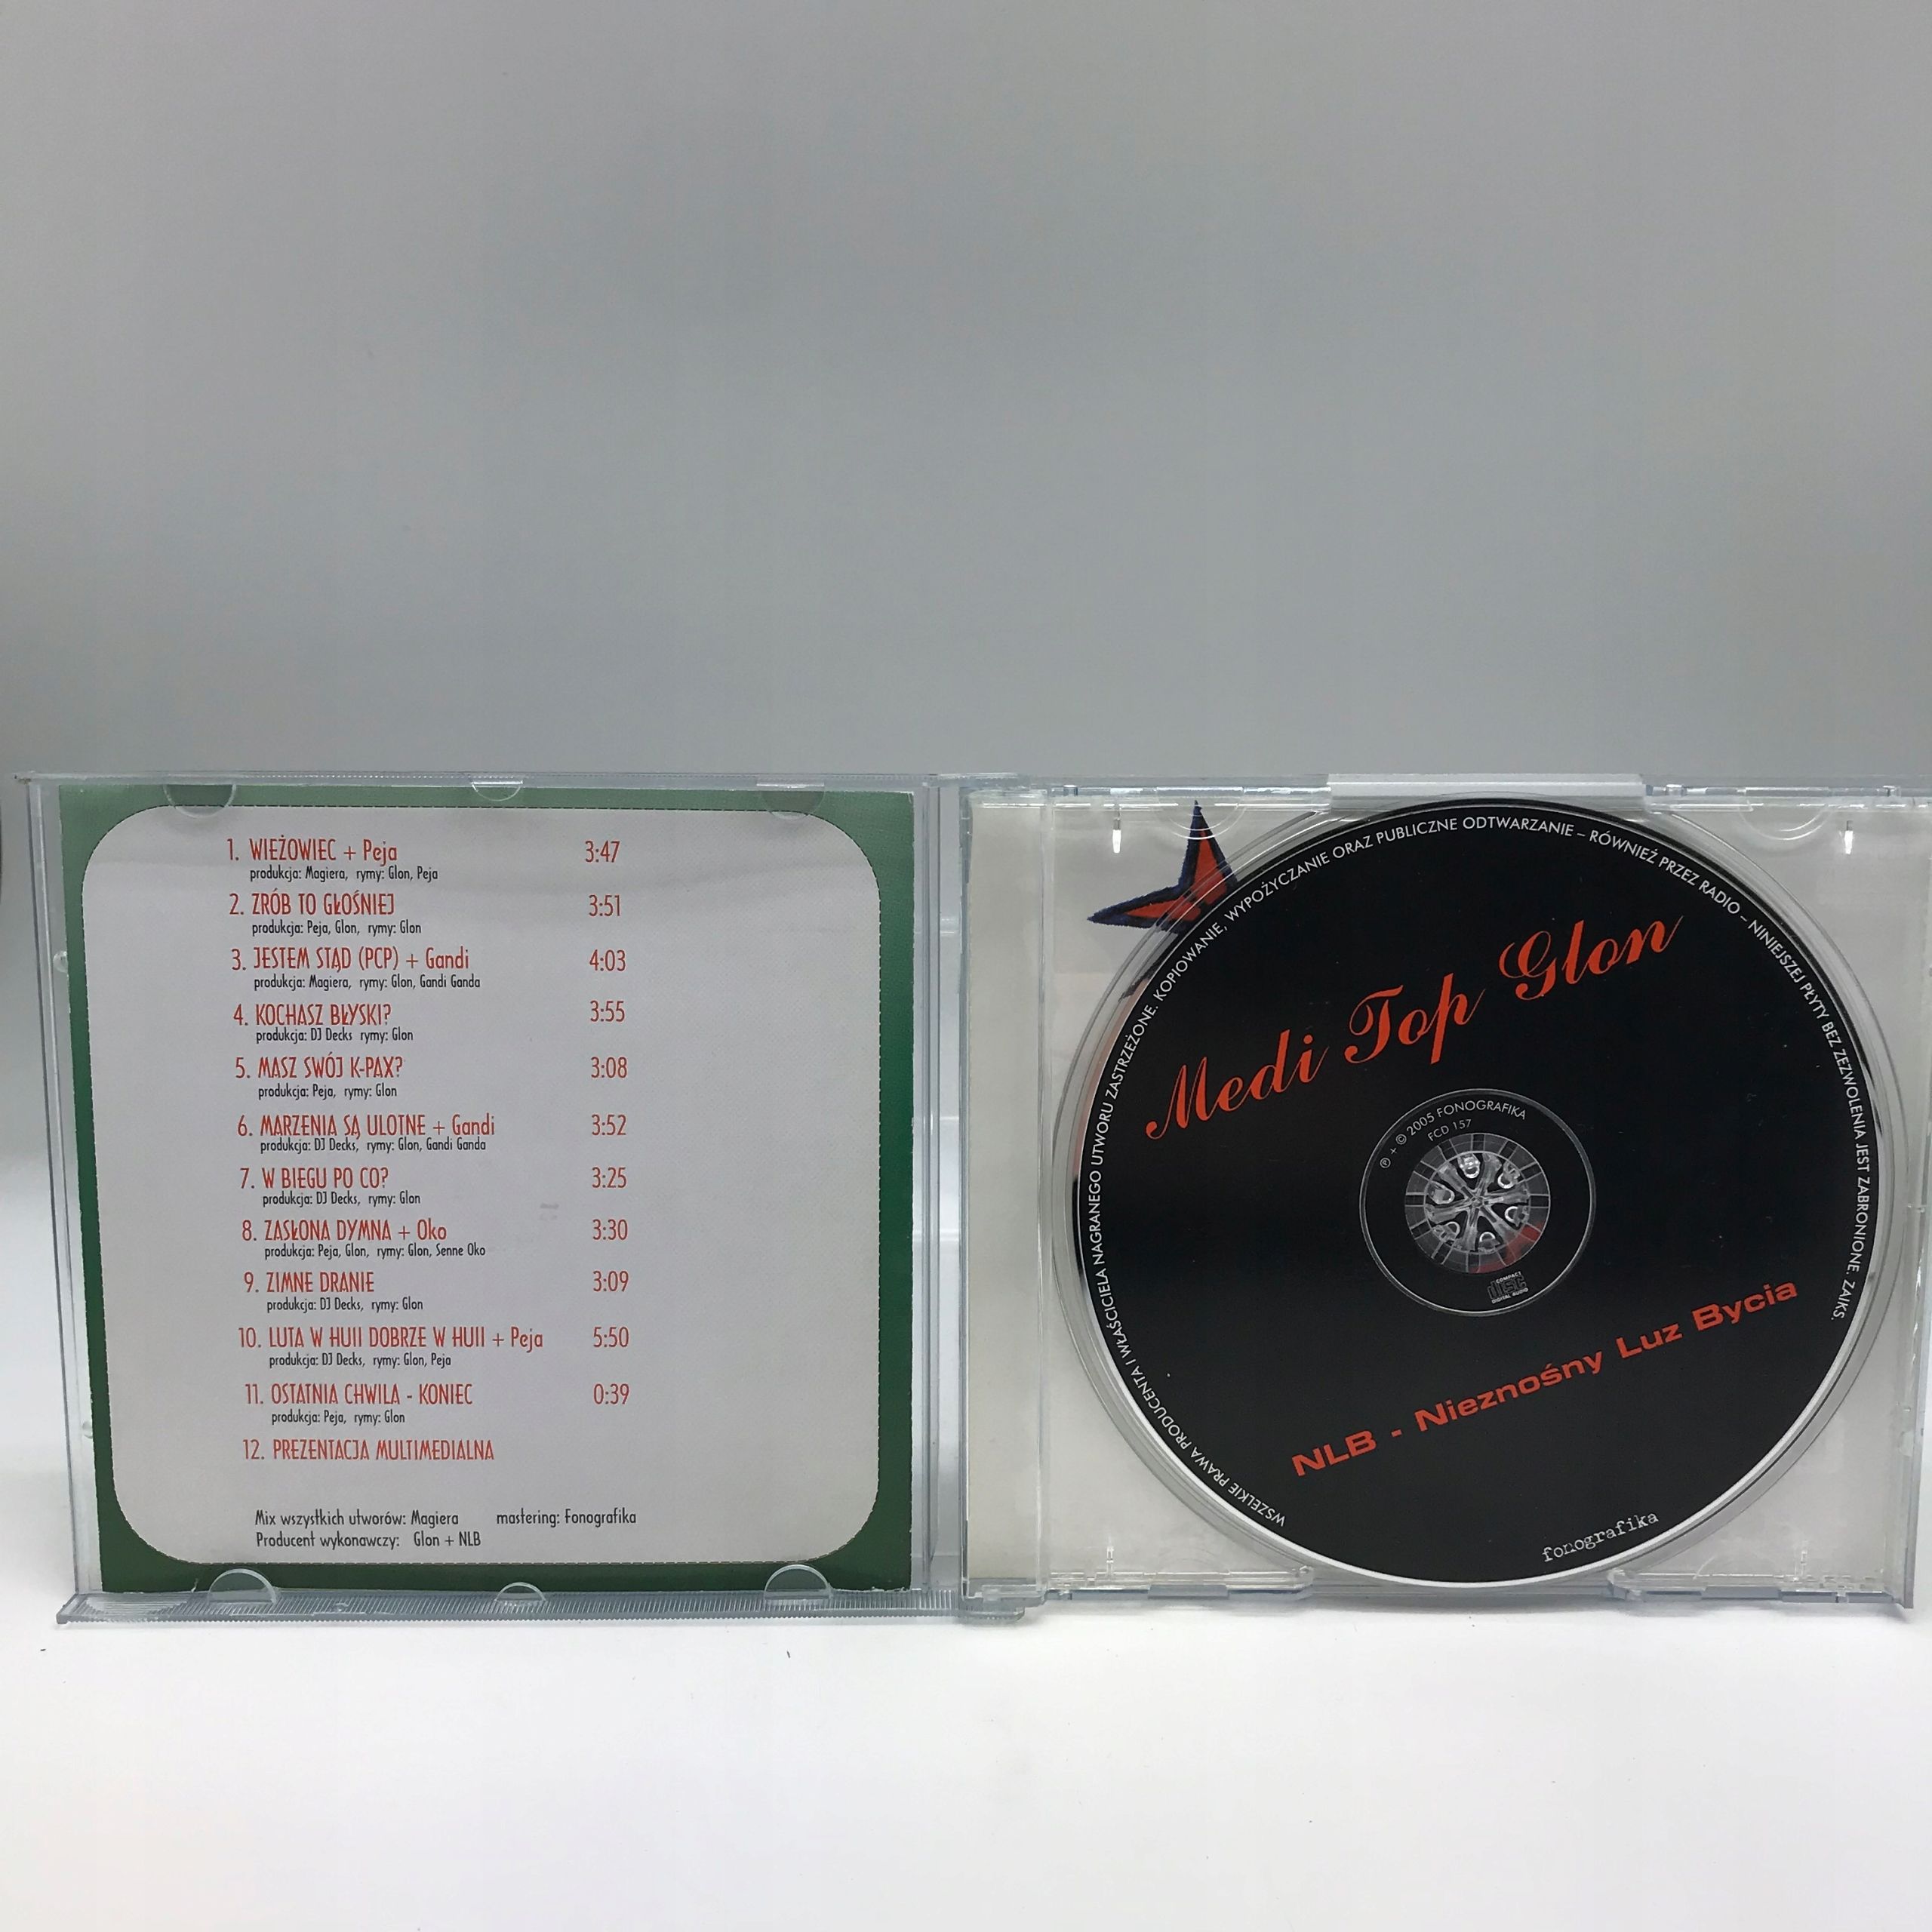 1. WIEŻOWIEC + Peja 3:47
produkcja: Magiera, rymy: Glon, Peja
2. ZRÓB TO GŁOŚNIEJ 3:51
produkcja: Peja, Glon, rymy: Glon
3. JESTEM STĄD (PCP) + Gandi 4:03
produkcja: Magiera, rymy: Glon, Gandi Ganda
4. KOCHASZ BŁYSKI? 3:55
produkcja: DJ Decks rymy: Glon
5. MASZ SWÓJ K-PAX? 3:08
produkcja: Peja, rymy: Glon
6. MARZENIA SĄ ULOTNE + Gandi 3:52
produkcja: DJ Decks, rymy: Glon, Gandi Ganda
7. W BIEGU PO CO? 3:25
produkcja: DJ Decks, rymy: Glon
8. ZASŁONA DYMNA + Oko 3:30
produkcja: Peja, Glon, rymy: Glon, Senne Oko
9. ZIMNE DRANIE 3:09
produkcja: DJ Decks, rymy: Glon
10. LUTA W HUII DOBRZE W HUII + Peja 5:50
produkcja: DJ Decks, rymy: Glon, Peja
11. OSTATNIA CHWILA - KONIEC 0:39
produkcja: Peja, rymy: Glon
12. PREZENTACJA MULTIMEDIALNA
Mix wszystkich utworów: Magiera mastering: Fonografika
Producent wykonawczy: Glon + NLB
WSZELKIE PRAWA PRODUCENTA I WŁAŚCICIELA NAGRANEGO UTWORU ZASTRZEŻONE. KOPIOWANIE, WYPOŻYCZANIE ORAZ PUBLICZNE ODTWARZANIE – RÓWNIEŻ PRZEZ RADIO – NINIEJSZEJ PŁYTY BEZ ZEZWOLENIA JEST ZABRONIONE. ZAIKS.
Medi Top Glon
℗ + © 2005 FONOGRAFIKA
FCD 157
COMPACT
disc
DIGITAL AUDIO
NLB - Nieznośny Luz Bycia
fonografika